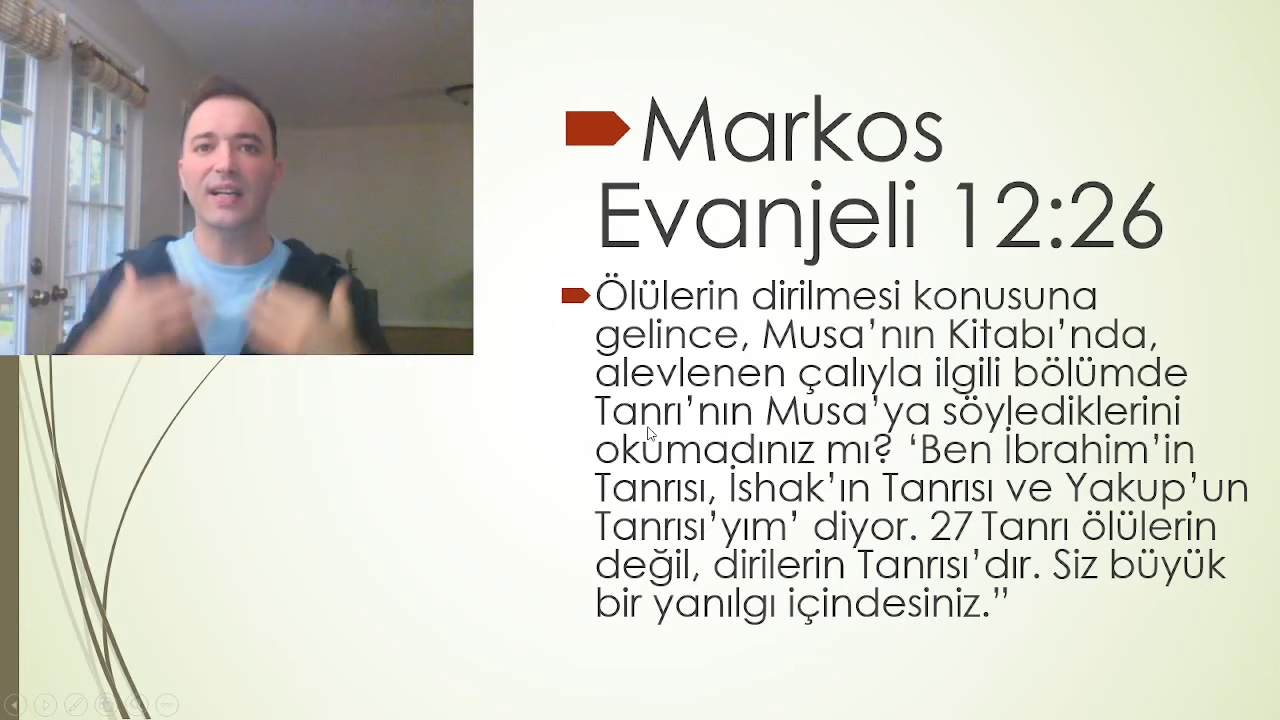 Markos
Evanjeli 12:26
Ölülerin dirilmesi konusuna
gelince, Musa’nın Kitabı’nda,
alevlenen çalıyla ilgili bölümde
Tanrı’nın Musa’ya söylediklerini
okumadınız mı? ‘Ben İbrahim’in
Tanrısı, İshak’ın Tanrısı ve Yakup’un
Tanrısı’yım’ diyor. 27 Tanrı ölülerin
değil, dirilerin Tanrısı’dır. Siz büyük
bir yanılgı içindesiniz.”